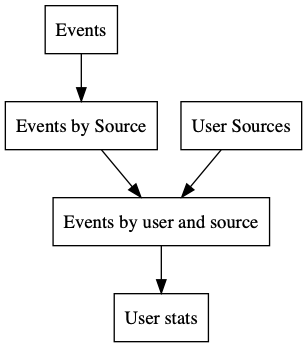 Events
Events by Source
User Sources
Events by user and source
User stats